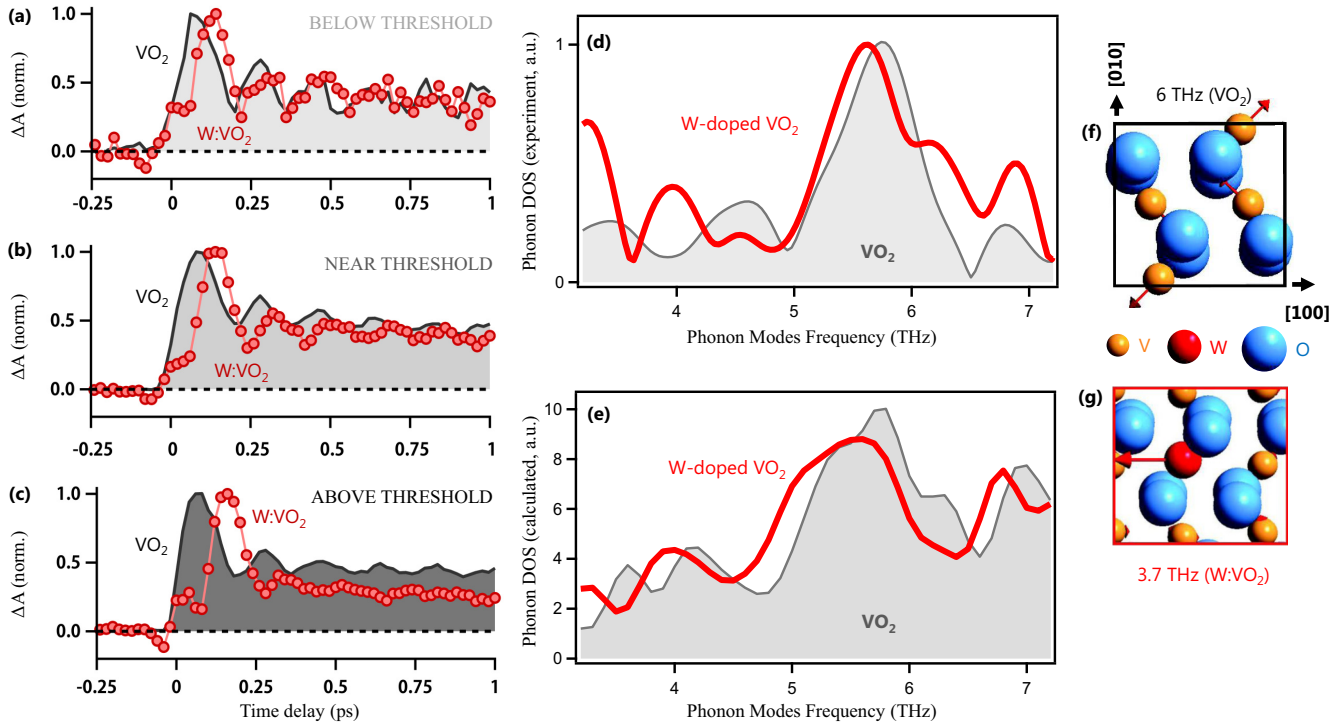 (a)
BELOW THRESHOLD
VO2
W:VO2
ΔA (norm.)
1.0
0.5
0.0
-0.25 0 0.25 0.5 0.75 1
(b)
NEAR THRESHOLD
VO2
W:VO2
ΔA (norm.)
1.0
0.5
0.0
-0.25 0 0.25 0.5 0.75 1
(c)
ABOVE THRESHOLD
VO2
W:VO2
ΔA (norm.)
1.0
0.5
0.0
-0.25 0 0.25 0.5 0.75 1
Time delay (ps)
(d)
W-doped VO2
VO2
Phonon DOS (experiment, a.u.)
1
0
4 5 6 7
Phonon Modes Frequency (THz)
(e)
W-doped VO2
VO2
Phonon DOS (calculated, a.u.)
10
8
6
4
2
0
4 5 6 7
Phonon Modes Frequency (THz)
[010]
6 THz (VO2)
(f)
[100]
V W O
(g)
3.7 THz (W:VO2)